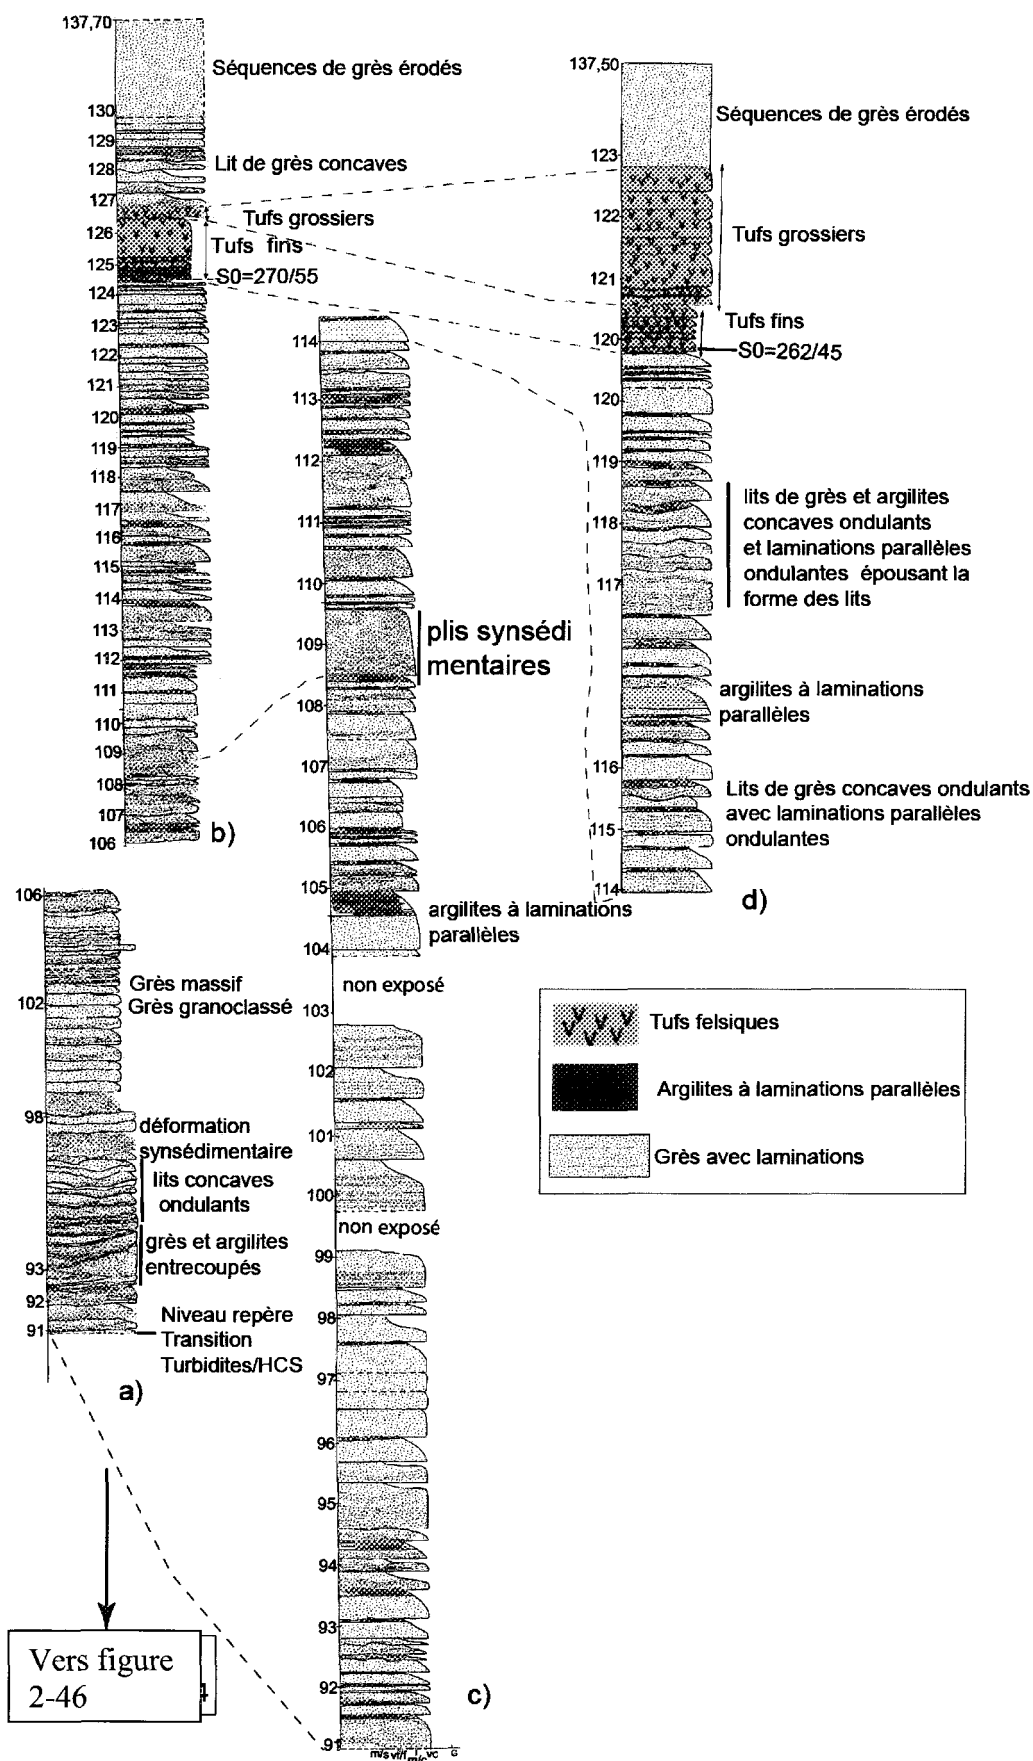 137,70
Séquences de grès érodés
130
129
128
Lit de grès concaves
127
Tufs grossiers
126
Tufs fins
125
S0=270/55
124
123
122
121
120
119
118
117
116
115
114
113
112
111
110
109
108
107
106
b)
106
Grès massif
102
Grès granoclassé
98
déformation
synsédimentaire
lits concaves
ondulants
grès et argilites
entrecoupés
93
92
Niveau repère
91
Transition
Turbidites/HCS
a)
Vers figure
2-46
114
113
112
111
110
109
plis synsédi
mentaires
108
107
106
105
argilites à laminations
parallèles
104
non exposé
103
102
101
100
non exposé
99
98
97
96
95
94
93
92
91
c)
137,50
Séquences de grès érodés
123
122
Tufs grossiers
121
Tufs fins
120
S0=262/45
120
119
lits de grès et argilites
118
concaves ondulants
et laminations parallèles
ondulantes épousant la
117
forme des lits
argilites à laminations
parallèles
116
Lits de grès concaves ondulants
avec laminations parallèles
115
ondulantes
114
d)
Tufs felsiques
Argilites à laminations parallèles
Grès avec laminations